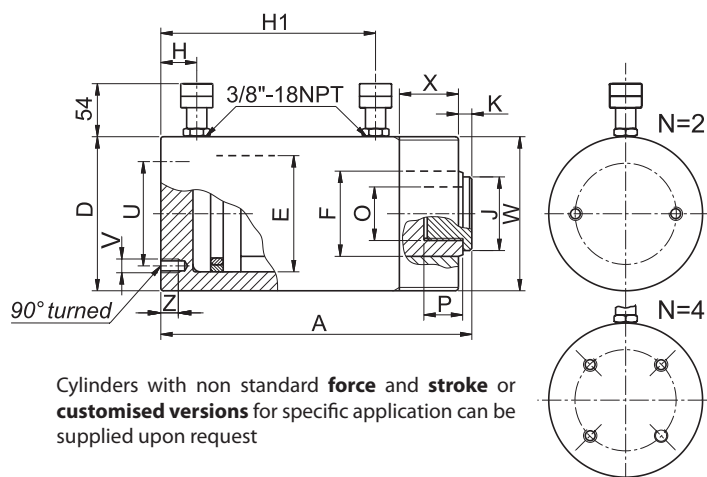 H1
H
X
K
54
3/8"-18NPT
N=2
D
U
E
F
O
J
W
V
Z
P
90° turned
A
N=4
Cylinders with non standard force and stroke or
customised versions for specific application can be
supplied upon request